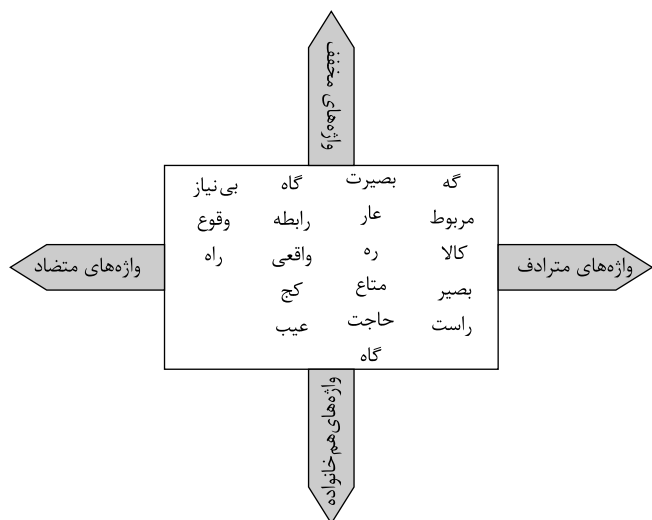 واژه‌های مخفف
گه بصیرت گاه بی‌نیاز
مربوط عار رابطه وقوع
کالا ره واقعی راه
بصیر متاع کج
راست حاجت عیب
گاه
واژه‌های مترادف
واژه‌های متضاد
واژه‌های هم‌خانواده